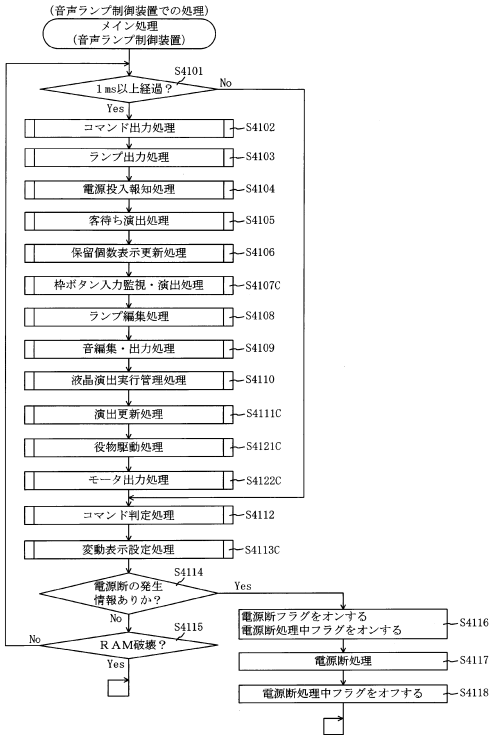 (音声ランプ制御装置での処理)
メイン処理
(音声ランプ制御装置)
S4101
1ms以上経過?
No
Yes
コマンド出力処理
S4102
ランプ出力処理
S4103
電源投入報知処理
S4104
客待ち演出処理
S4105
保留個数表示更新処理
S4106
枠ボタン入力監視・演出処理
S4107C
ランプ編集処理
S4108
音編集・出力処理
S4109
液晶演出実行管理処理
S4110
演出更新処理
S4111C
役物駆動処理
S4121C
モータ出力処理
S4122C
コマンド判定処理
S4112
変動表示設定処理
S4113C
S4114
電源断の発生
情報ありか?
Yes
No
電源断フラグをオンする
電源断処理中フラグをオンする
S4116
S4115
RAM破壊?
No
Yes
電源断処理
S4117
電源断処理中フラグをオフする
S4118